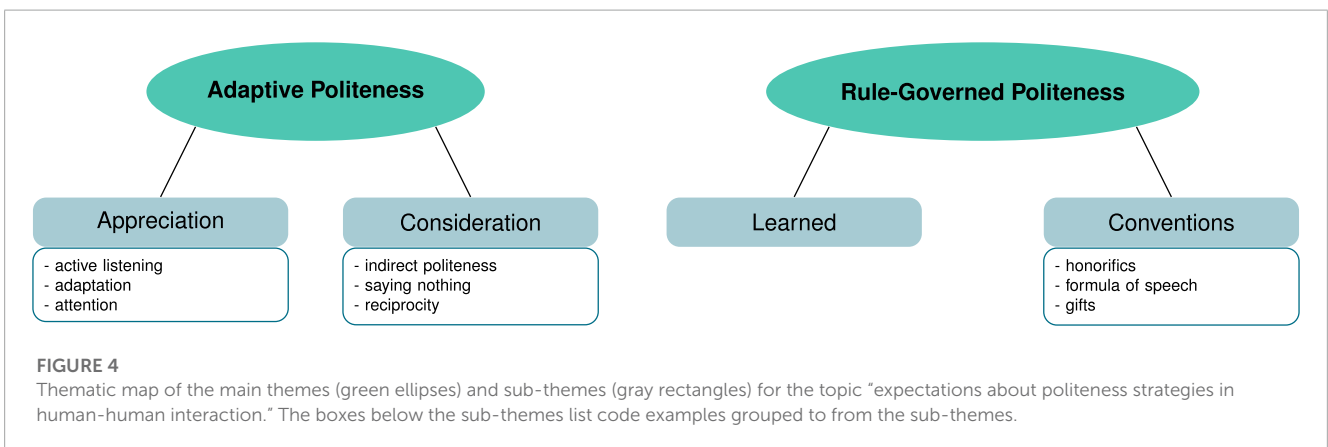 Adaptive Politeness
Rule-Governed Politeness
Appreciation
Consideration
Learned
Conventions
- active listening
- adaptation
- attention
- indirect politeness
- saying nothing
- reciprocity
- honorifics
- formula of speech
- gifts
FIGURE 4
Thematic map of the main themes (green ellipses) and sub-themes (gray rectangles) for the topic “expectations about politeness strategies in
human-human interaction.” The boxes below the sub-themes list code examples grouped to from the sub-themes.